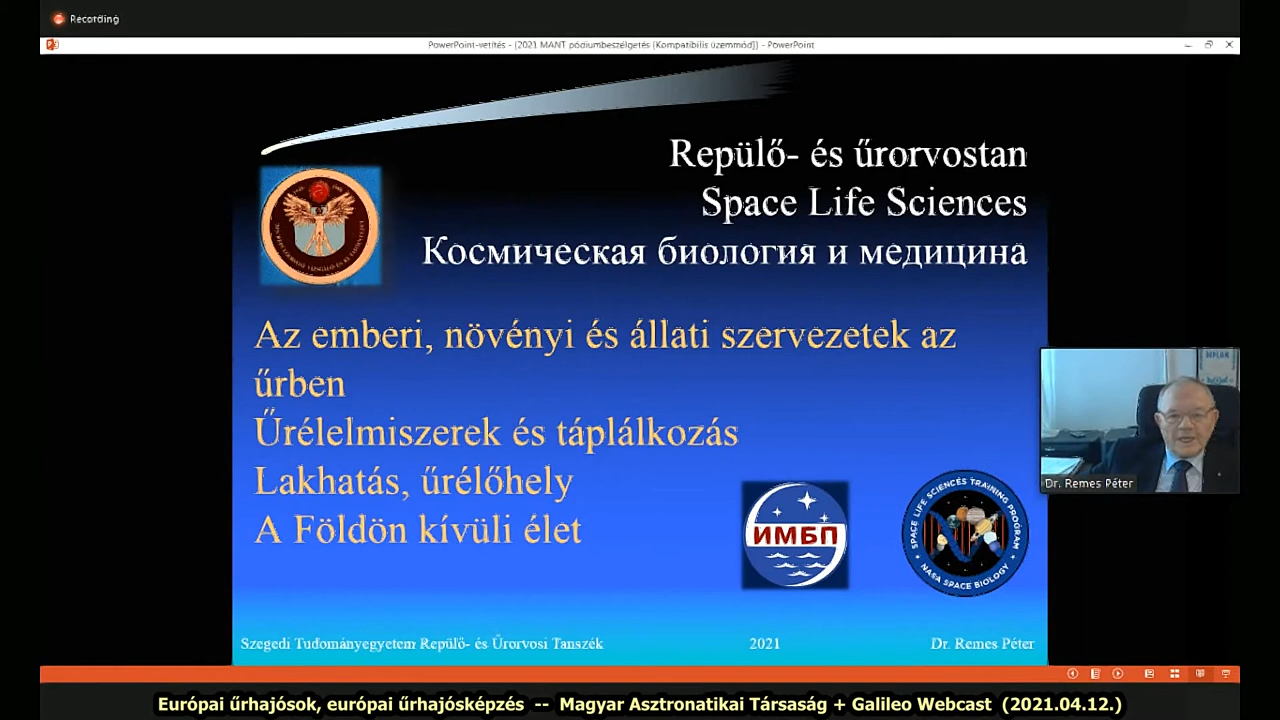 Recording
PowerPoint-vetítés - [2021 MANT pódiumbeszélgetés [Kompatibilis üzemmód]] - PowerPoint
Repülő- és űrorvostan
Space Life Sciences
Космическая биология и медицина
Az emberi, növényi és állati szervezetek az
űrben
Űrélelmiszerek és táplálkozás
Lakhatás, űrélőhely
A Földön kívüli élet
ИМБП
SPACE LIFE SCIENCES TRAINING PROGRAM
NASA SPACE BIOLOGY
Dr. Remes Péter
Szegedi Tudományegyetem Repülő- és Űrorvosi Tanszék
2021
Dr. Remes Péter
Európai űrhajósok, európai űrhajósképzés -- Magyar Asztronatikai Társaság + Galileo Webcast (2021.04.12.)